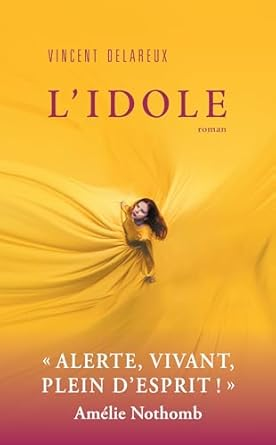 VINCENT DELAREUX
L'IDOLE
roman
« ALERTE, VIVANT,
PLEIN D'ESPRIT ! »
Amélie Nothomb